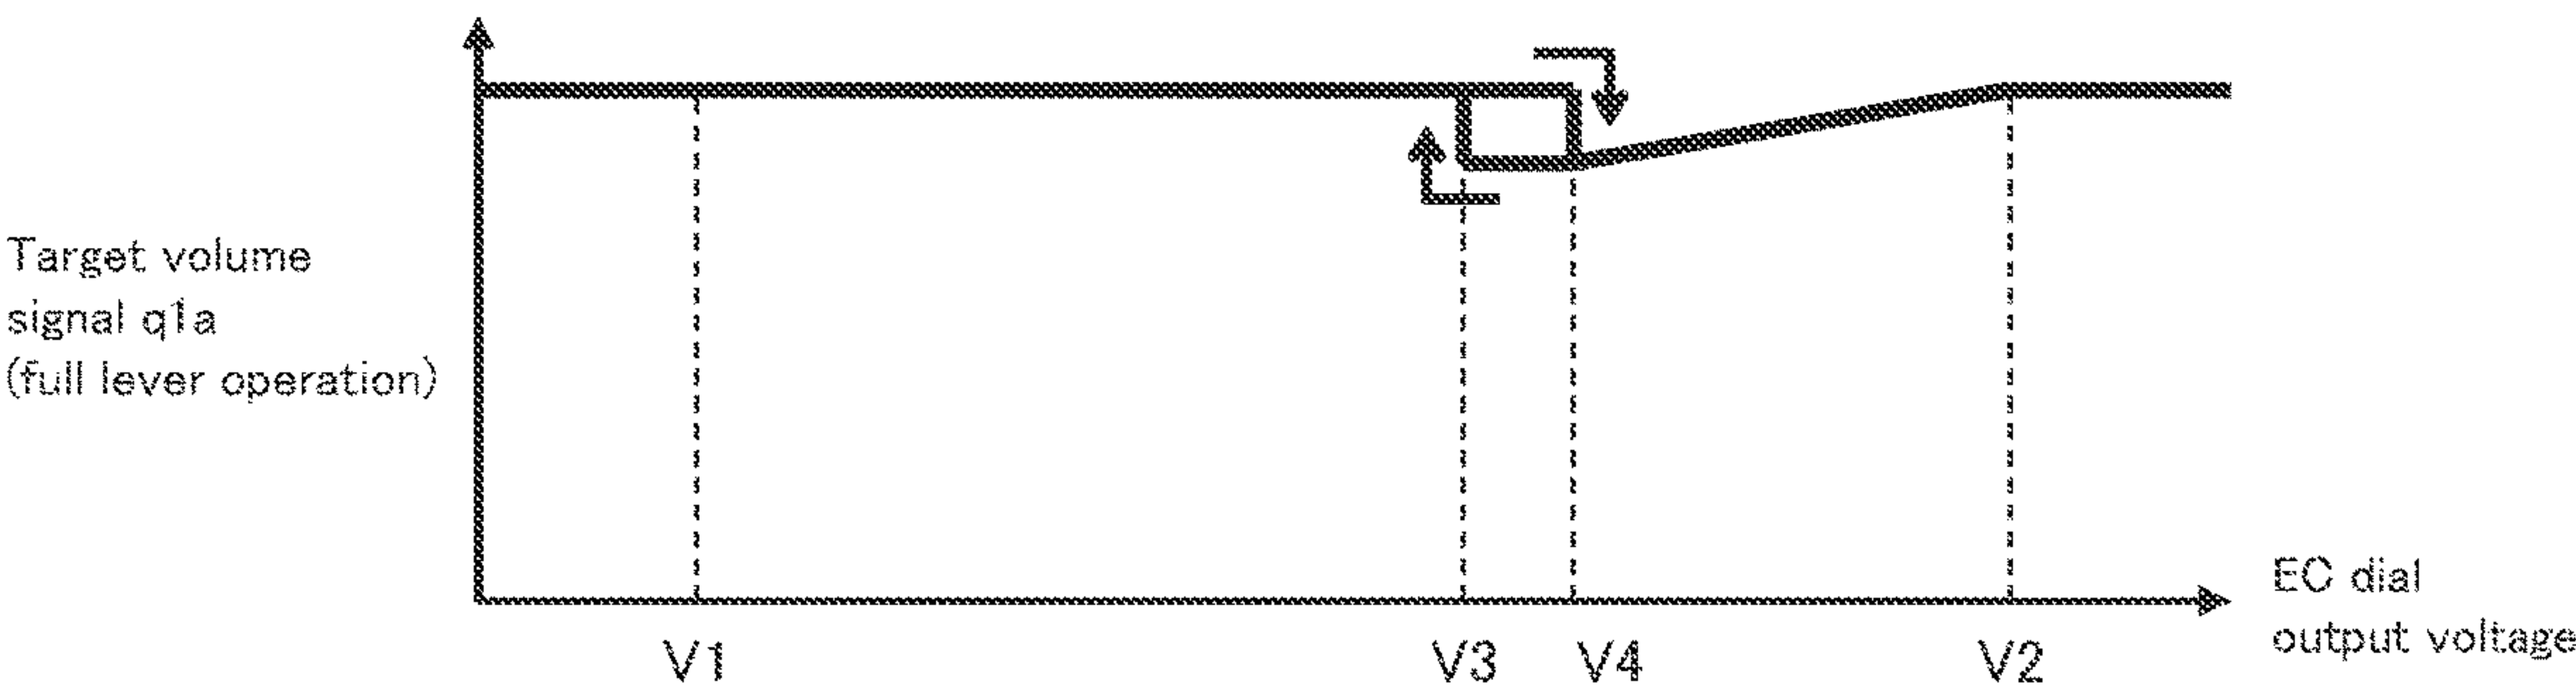 Target volume
signal q1a
(full lever operation)
EC dial
output voltage
V1
V3
V4
V2